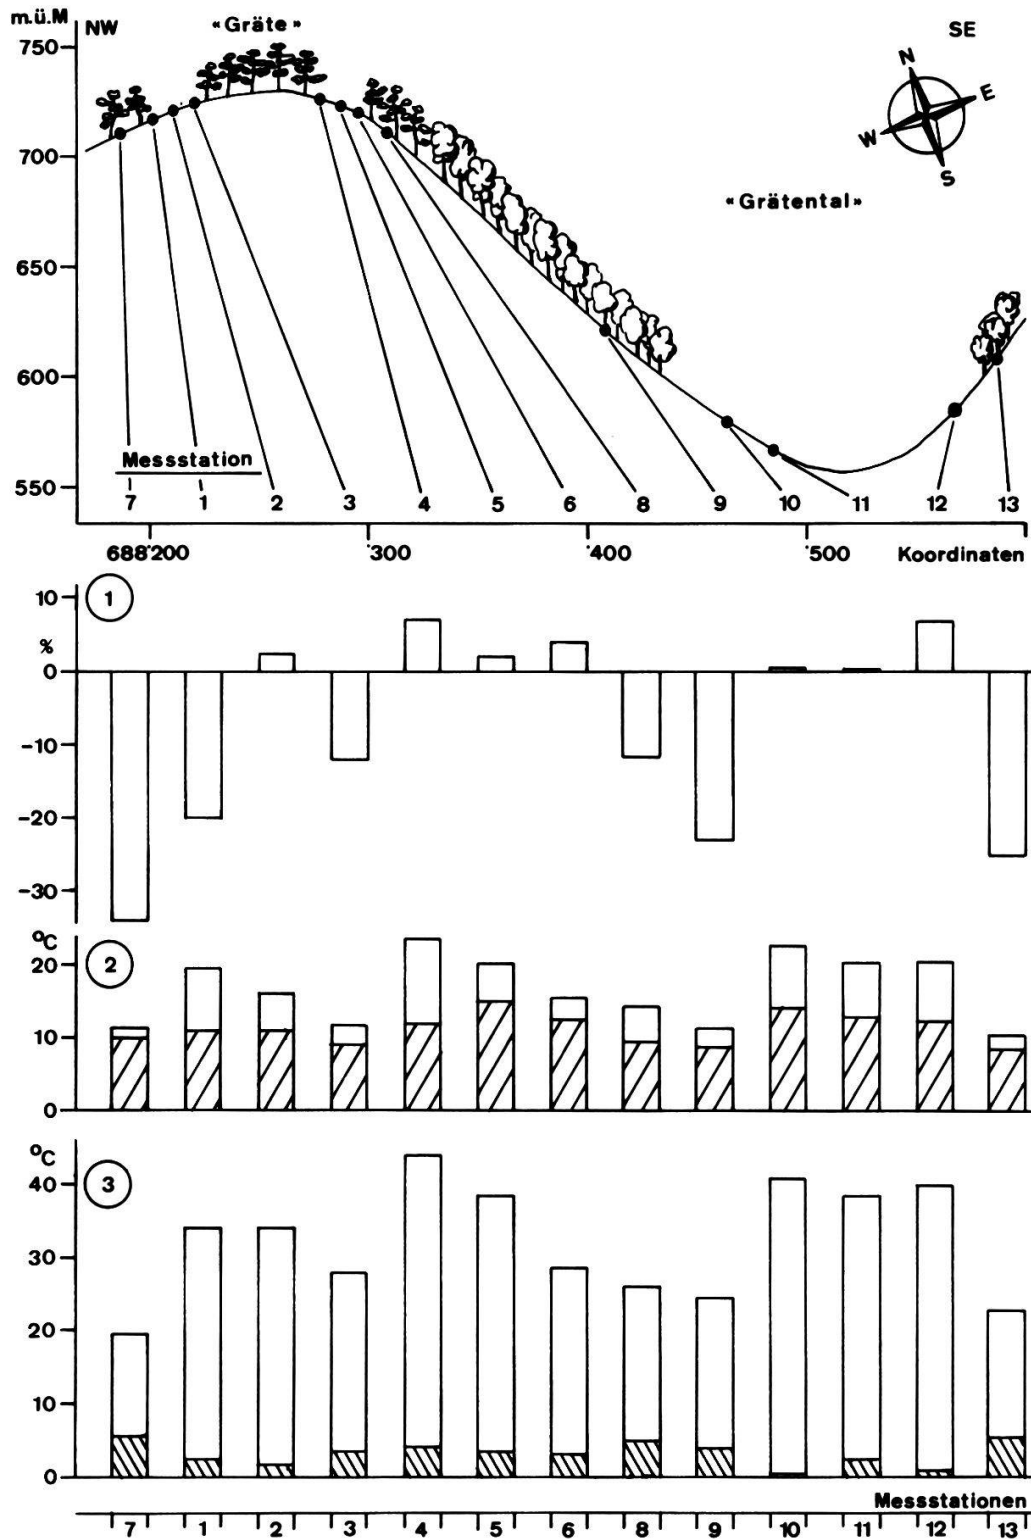 m.ü.M NW «Gräte» SE
750
N
E
W
S
700
«Grätental»
650
600
Messstation
550
7 1 2 3 4 5 6 8 9 10 11 12 13
688'200 '300 '400 '500 Koordinaten
1
10
%
0
-10
-20
-30
°C
2
20
10
0
°C
3
40
30
20
10
0
Messstationen
7 1 2 3 4 5 6 8 9 10 11 12 13